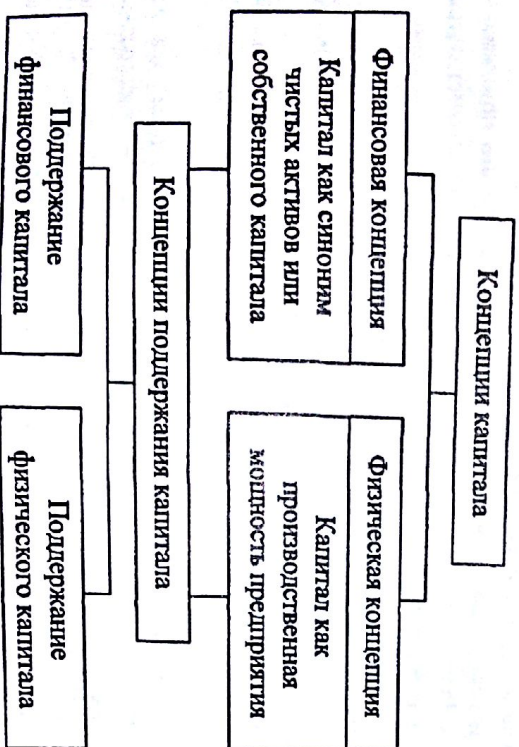 Концепции капитала
Финансовая концепция
Капитал как синоним
чистых активов или
собственного капитала
Физическая концепция
Капитал как
производственная
мощность предприятия
Концепции поддержания капитала
Поддержание
финансового капитала
Поддержание
физического капитала